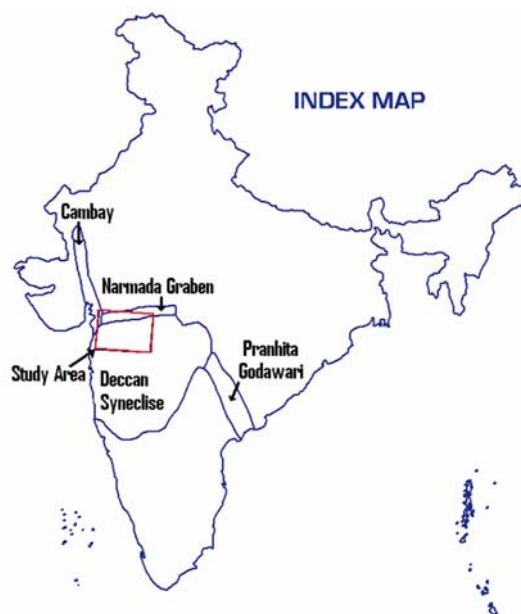 INDEX MAP
Cambay
Narmada Graben
Study Area
Deccan
Syneclise
Pranhita
Godawari